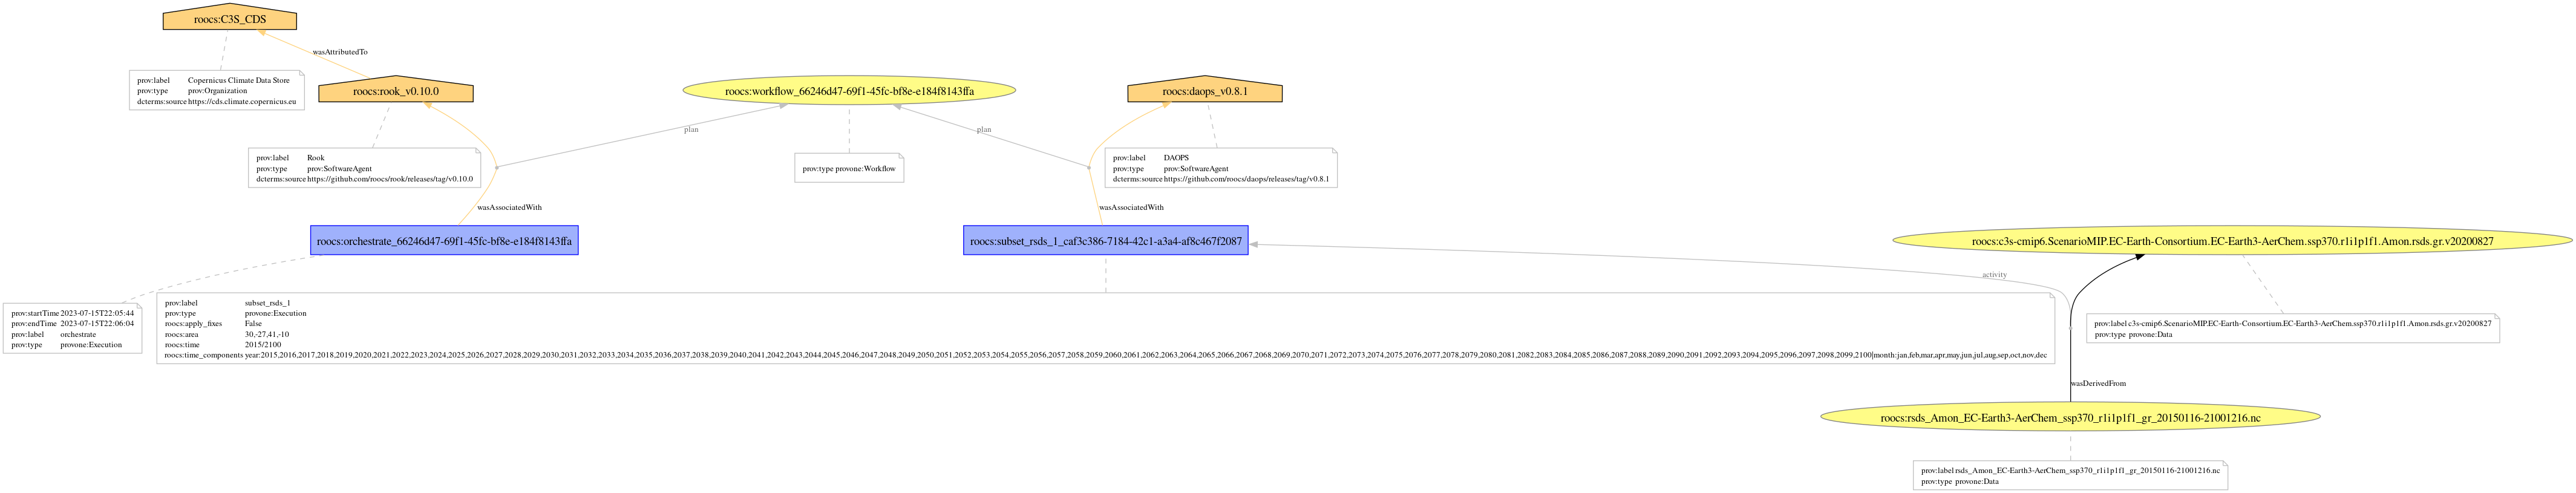 roocs:C3S_CDS
wasAttributedTo
prov:label Copernicus Climate Data Store
prov:type prov:Organization
dcterms:source https://cds.climate.copernicus.eu
roocs:rook_v0.10.0
roocs:workflow_66246d47-69f1-45fc-bf8e-e184f8143ffa
roocs:daops_v0.8.1
plan
plan
prov:label Rook
prov:type prov:SoftwareAgent
dcterms:source https://github.com/roocs/rook/releases/tag/v0.10.0
prov:type provone:Workflow
prov:label DAOPS
prov:type prov:SoftwareAgent
dcterms:source https://github.com/roocs/daops/releases/tag/v0.8.1
wasAssociatedWith
wasAssociatedWith
roocs:orchestrate_66246d47-69f1-45fc-bf8e-e184f8143ffa
roocs:subset_rsds_1_caf3c386-7184-42c1-a3a4-af8c467f2087
roocs:c3s-cmip6.ScenarioMIP.EC-Earth-Consortium.EC-Earth3-AerChem.ssp370.r1i1p1f1.Amon.rsds.gr.v20200827
activity
prov:startTime 2023-07-15T22:05:44
prov:endTime 2023-07-15T22:06:04
prov:label orchestrate
prov:type provone:Execution
prov:label subset_rsds_1
prov:type provone:Execution
roocs:apply_fixes False
roocs:area 30,-27,41,-10
roocs:time 2015/2100
roocs:time_components year:2015,2016,2017,2018,2019,2020,2021,2022,2023,2024,2025,2026,2027,2028,2029,2030,2031,2032,2033,2034,2035,2036,2037,2038,2039,2040,2041,2042,2043,2044,2045,2046,2047,2048,2049,2050,2051,2052,2053,2054,2055,2056,2057,2058,2059,2060,2061,2062,2063,2064,2065,2066,2067,2068,2069,2070,2071,2072,2073,2074,2075,2076,2077,2078,2079,2080,2081,2082,2083,2084,2085,2086,2087,2088,2089,2090,2091,2092,2093,2094,2095,2096,2097,2098,2099,2100|month:jan,feb,mar,apr,may,jun,jul,aug,sep,oct,nov,dec
prov:label c3s-cmip6.ScenarioMIP.EC-Earth-Consortium.EC-Earth3-AerChem.ssp370.r1i1p1f1.Amon.rsds.gr.v20200827
prov:type provone:Data
wasDerivedFrom
roocs:rsds_Amon_EC-Earth3-AerChem_ssp370_r1i1p1f1_gr_20150116-21001216.nc
prov:label rsds_Amon_EC-Earth3-AerChem_ssp370_r1i1p1f1_gr_20150116-21001216.nc
prov:type provone:Data